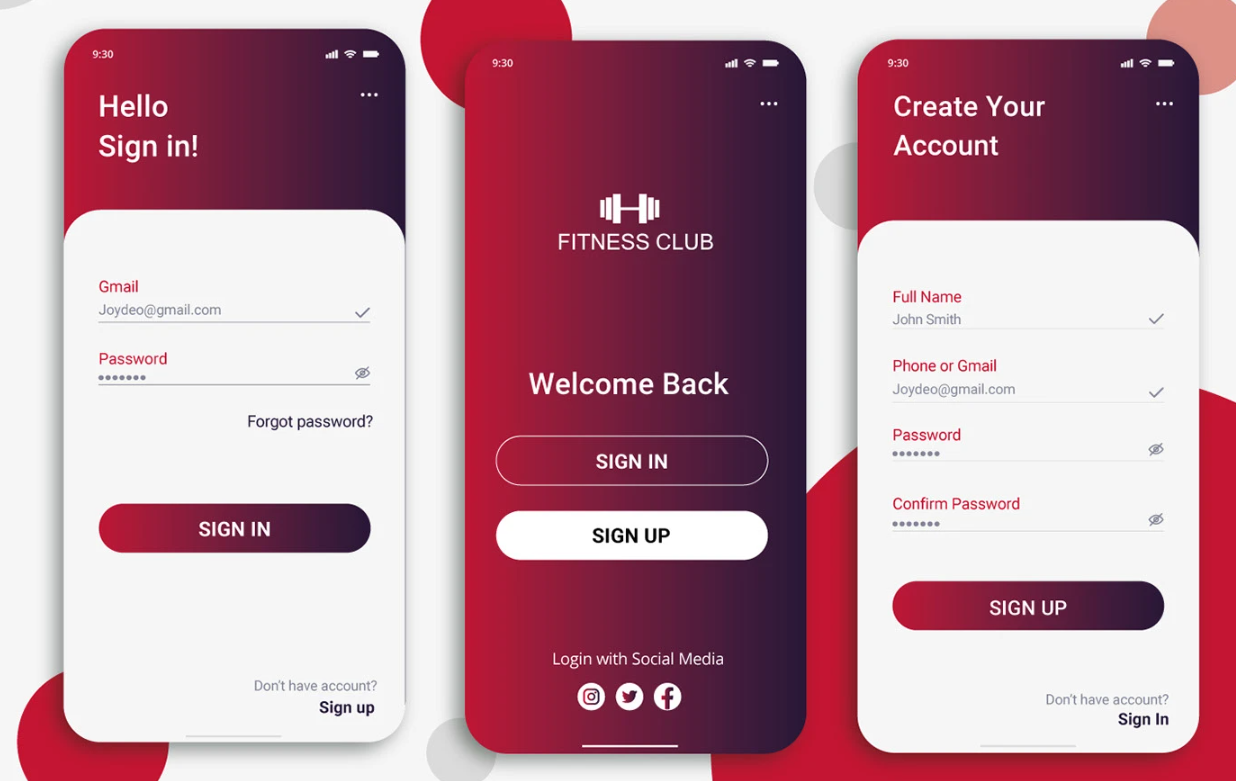 9:30
Hello
Sign in!
Gmail
Joydeo@gmail.com
Password
Forgot password?
SIGN IN
Don't have account?
Sign up
9:30
FITNESS CLUB
Welcome Back
SIGN IN
SIGN UP
Login with Social Media
9:30
Create Your
Account
Full Name
John Smith
Phone or Gmail
Joydeo@gmail.com
Password
Confirm Password
SIGN UP
Don't have account?
Sign In